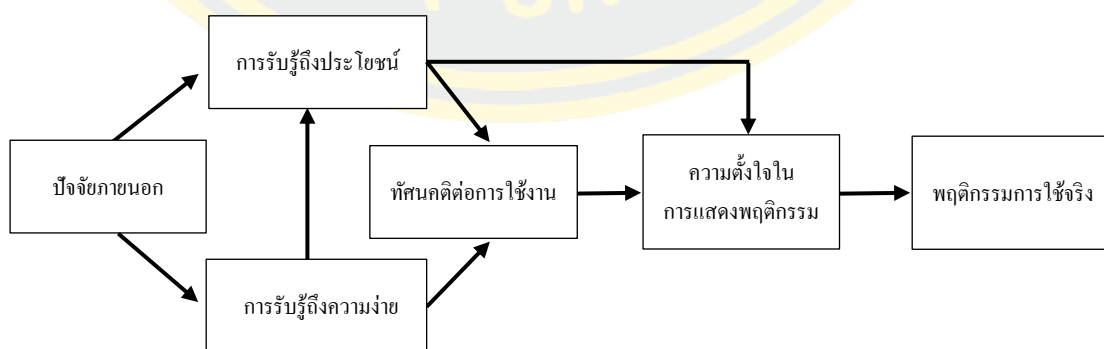 การรับรู้ถึงประโยชน์
ปัจจัยภายนอก
ทัศนคติต่อการใช้งาน
ความตั้งใจใน
การแสดงพฤติกรรม
พฤติกรรมการใช้จริง
การรับรู้ถึงความง่าย